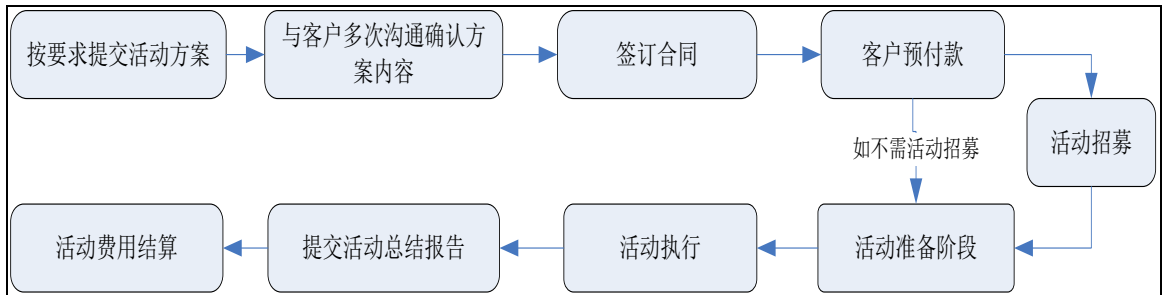 按要求提交活动方案
与客户多次沟通确认方
案内容
签订合同
客户预付款
活动招募
如不需活动招募
活动准备阶段
活动执行
提交活动总结报告
活动费用结算